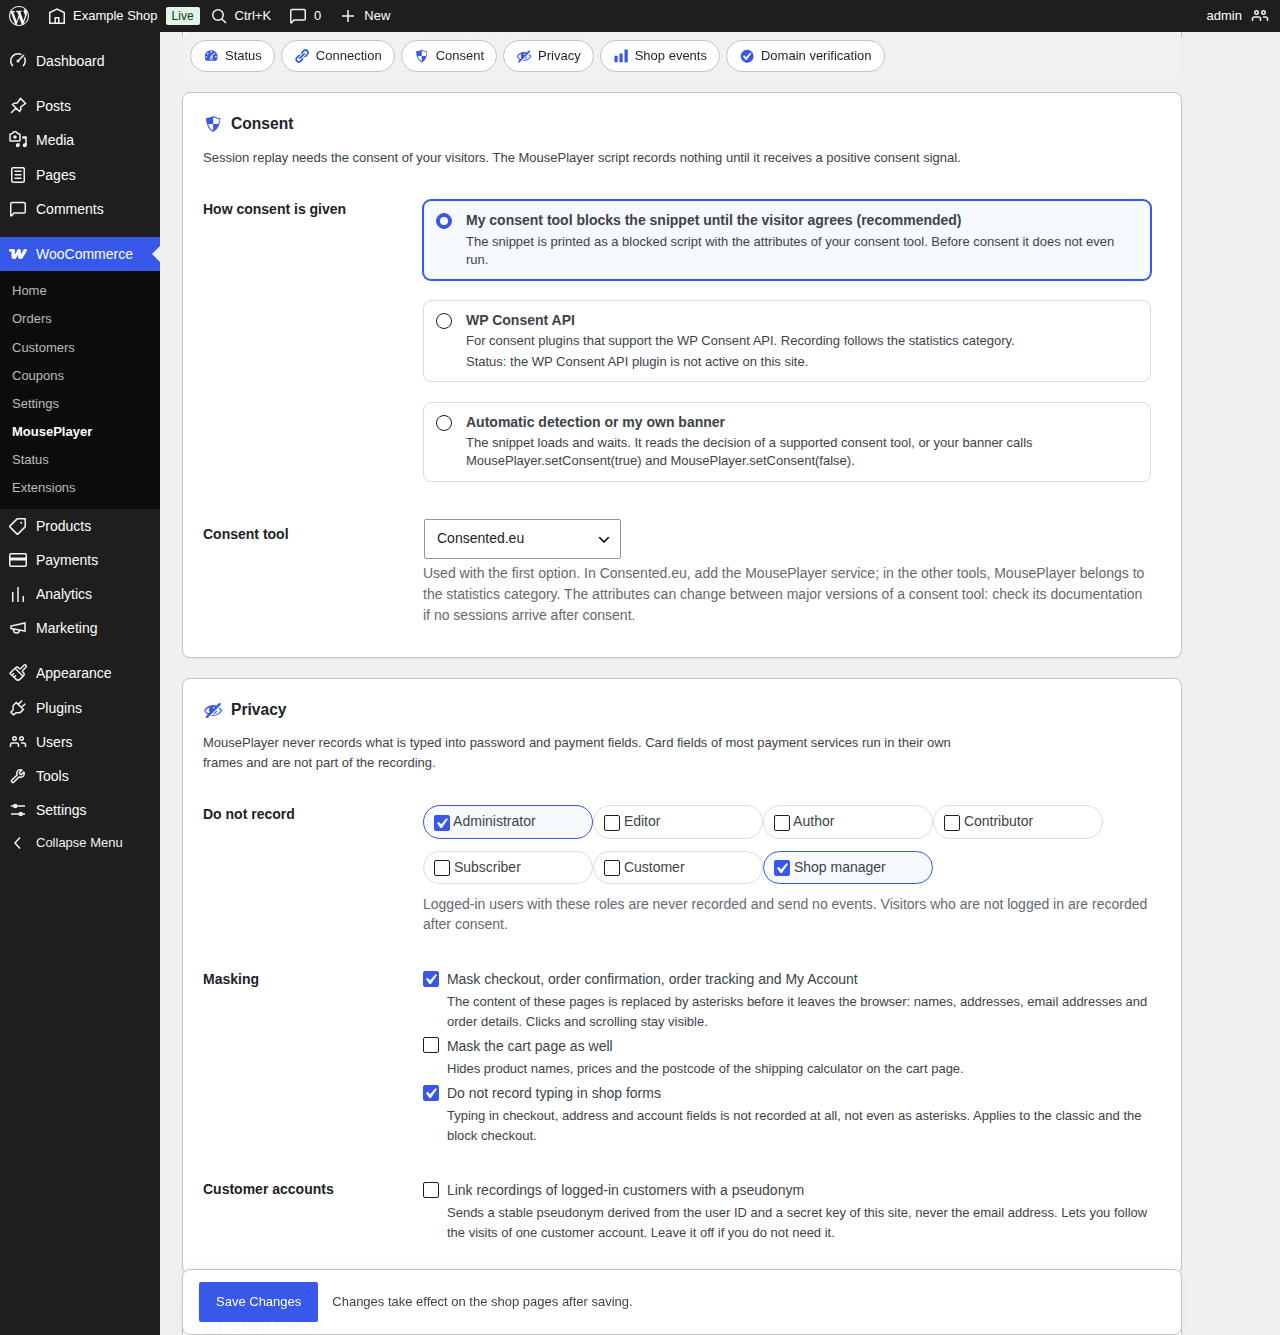 Example Shop Live Ctrl+K 0 New admin
Dashboard
Posts
Media
Pages
Comments
WooCommerce
Home
Orders
Customers
Coupons
Settings
MousePlayer
Status
Extensions
Products
Payments
Analytics
Marketing
Appearance
Plugins
Users
Tools
Settings
Collapse Menu
Status Connection Consent Privacy Shop events Domain verification
Consent
Session replay needs the consent of your visitors. The MousePlayer script records nothing until it receives a positive consent signal.
How consent is given
My consent tool blocks the snippet until the visitor agrees (recommended)
The snippet is printed as a blocked script with the attributes of your consent tool. Before consent it does not even
run.
WP Consent API
For consent plugins that support the WP Consent API. Recording follows the statistics category.
Status: the WP Consent API plugin is not active on this site.
Automatic detection or my own banner
The snippet loads and waits. It reads the decision of a supported consent tool, or your banner calls
MousePlayer.setConsent(true) and MousePlayer.setConsent(false).
Consent tool
Consented.eu
Used with the first option. In Consented.eu, add the MousePlayer service; in the other tools, MousePlayer belongs to
the statistics category. The attributes can change between major versions of a consent tool: check its documentation
if no sessions arrive after consent.
Privacy
MousePlayer never records what is typed into password and payment fields. Card fields of most payment services run in their own
frames and are not part of the recording.
Do not record
Administrator Editor Author Contributor
Subscriber Customer Shop manager
Logged-in users with these roles are never recorded and send no events. Visitors who are not logged in are recorded
after consent.
Masking
Mask checkout, order confirmation, order tracking and My Account
The content of these pages is replaced by asterisks before it leaves the browser: names, addresses, email addresses and
order details. Clicks and scrolling stay visible.
Mask the cart page as well
Hides product names, prices and the postcode of the shipping calculator on the cart page.
Do not record typing in shop forms
Typing in checkout, address and account fields is not recorded at all, not even as asterisks. Applies to the classic and the
block checkout.
Customer accounts
Link recordings of logged-in customers with a pseudonym
Sends a stable pseudonym derived from the user ID and a secret key of this site, never the email address. Lets you follow
the visits of one customer account. Leave it off if you do not need it.
Save Changes Changes take effect on the shop pages after saving.